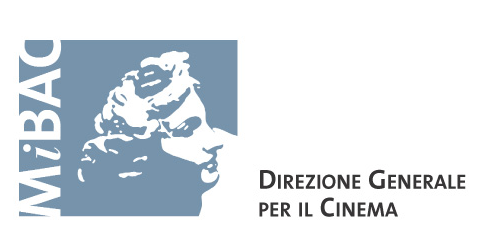 MiBAC
DIREZIONE GENERALE
PER IL CINEMA